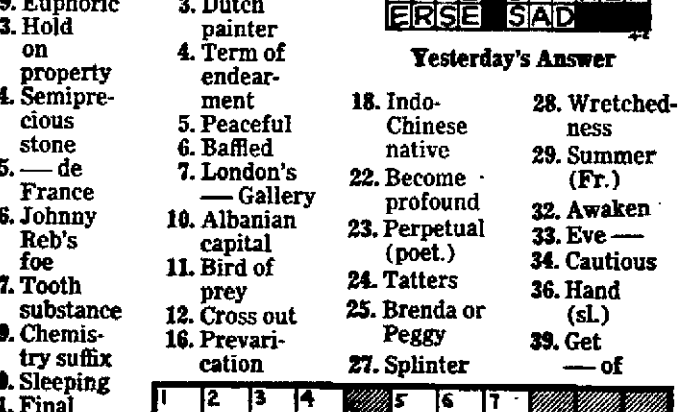 9. Euphoric
3. Hold
on
property
4. Semipre-
cious
stone
5. — de
France
6. Johnny
Reb's
foe
7. Tooth
substance
9. Chemis-
try suffix
0. Sleeping
1. Final
3. Dutch
painter
4. Term of
endear-
ment
5. Peaceful
6. Baffled
7. London's
— Gallery
10. Albanian
capital
11. Bird of
prey
12. Cross out
16. Prevari-
cation
ERSE SAD
Yesterday's Answer
18. Indo-
Chinese
native
22. Become
profound
23. Perpetual
(poet.)
24. Tatters
25. Brenda or
Peggy
27. Splinter
28. Wretched-
ness
29. Summer
(Fr.)
32. Awaken
33. Eve —
34. Cautious
36. Hand
(sl.)
39. Get
— of
1 2 3 4 5 6 7